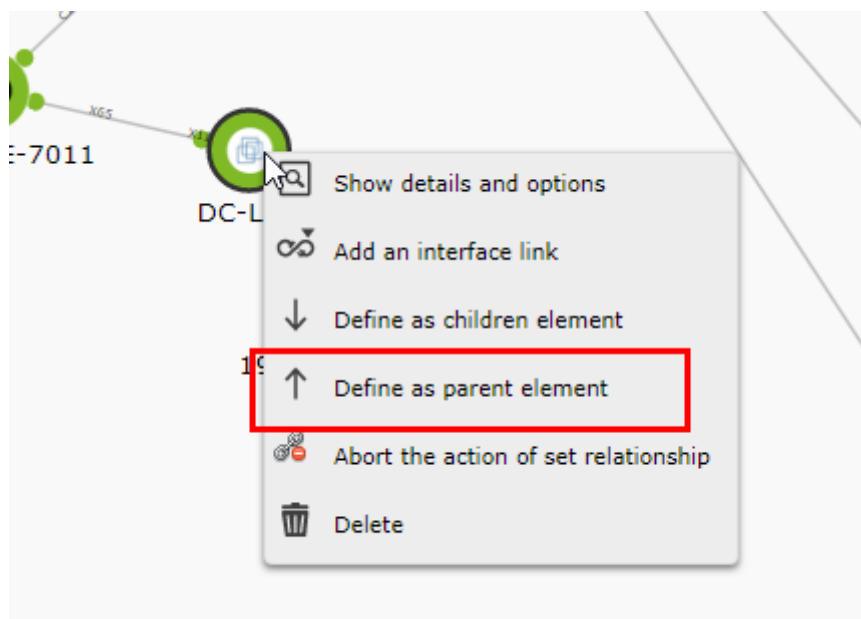 X65
E-7011
DC-L
Show details and options
Add an interface link
Define as children element
19
Define as parent element
Abort the action of set relationship
Delete